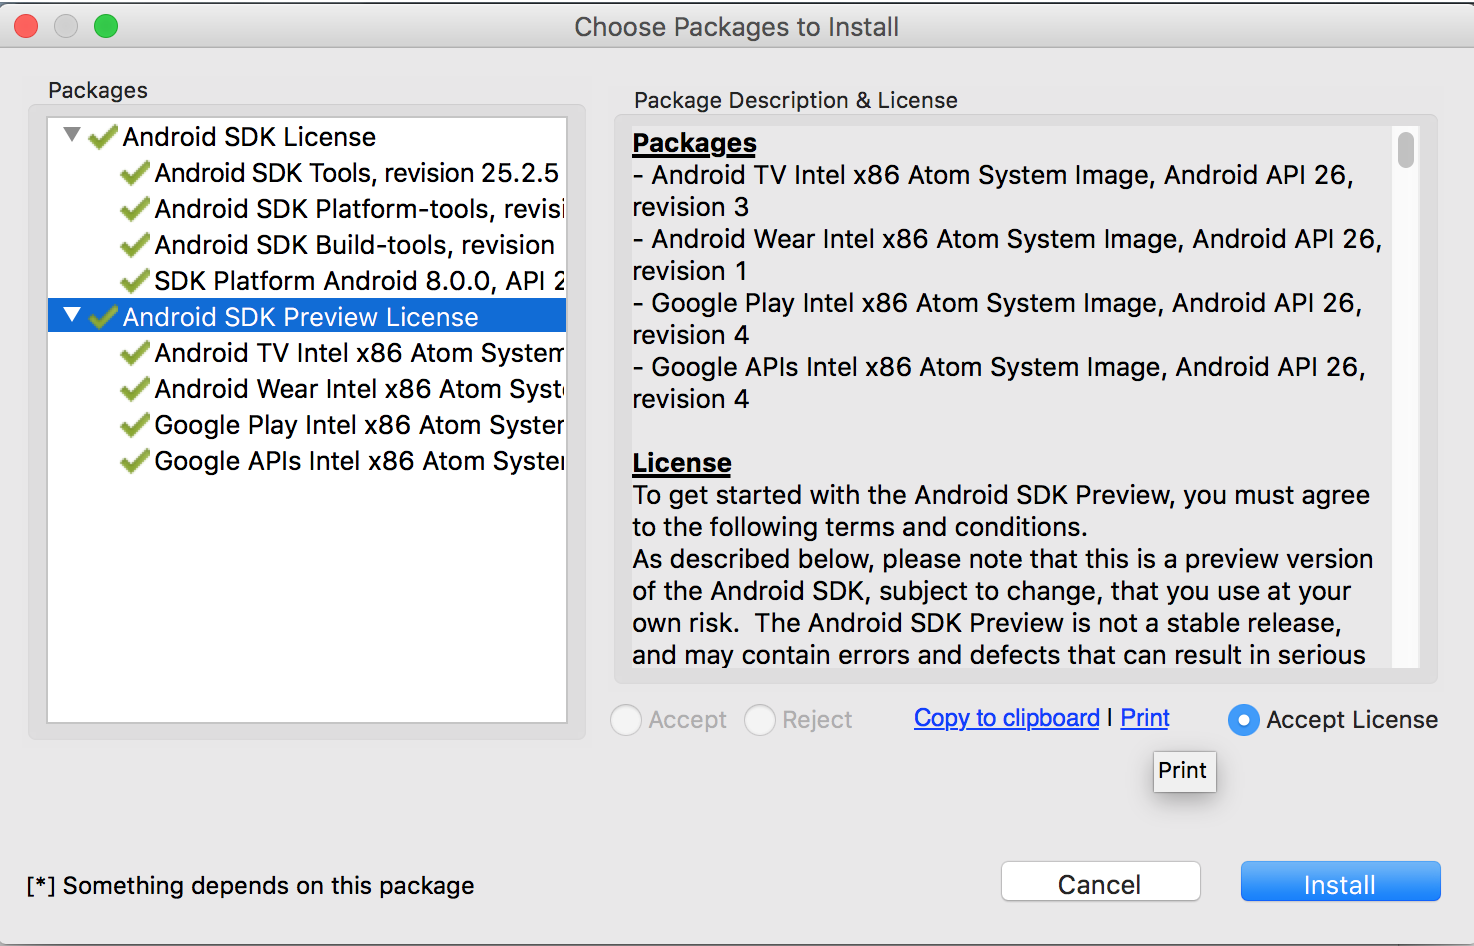 Choose Packages to Install
Packages
Android SDK License
Android SDK Tools, revision 25.2.5
Android SDK Platform-tools, revisi
Android SDK Build-tools, revision
SDK Platform Android 8.0.0, API 2
Android SDK Preview License
Android TV Intel x86 Atom System
Android Wear Intel x86 Atom Syst
Google Play Intel x86 Atom System
Google APIs Intel x86 Atom System
Package Description & License
Packages
- Android TV Intel x86 Atom System Image, Android API 26,
revision 3
- Android Wear Intel x86 Atom System Image, Android API 26,
revision 1
- Google Play Intel x86 Atom System Image, Android API 26,
revision 4
- Google APIs Intel x86 Atom System Image, Android API 26,
revision 4
License
To get started with the Android SDK Preview, you must agree
to the following terms and conditions.
As described below, please note that this is a preview version
of the Android SDK, subject to change, that you use at your
own risk.  The Android SDK Preview is not a stable release,
and may contain errors and defects that can result in serious
Accept Reject Copy to clipboard | Print Accept License
Print
[*] Something depends on this package
Cancel Install